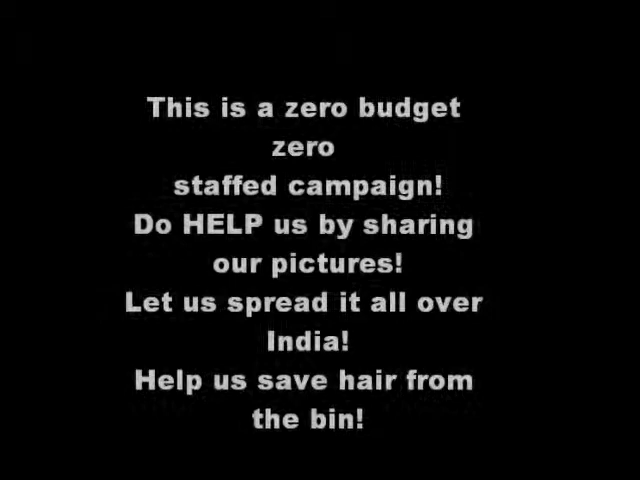 This is a zero budget
zero
staffed campaign!
Do HELP us by sharing
our pictures!
Let us spread it all over
India!
Help us save hair from
the bin!